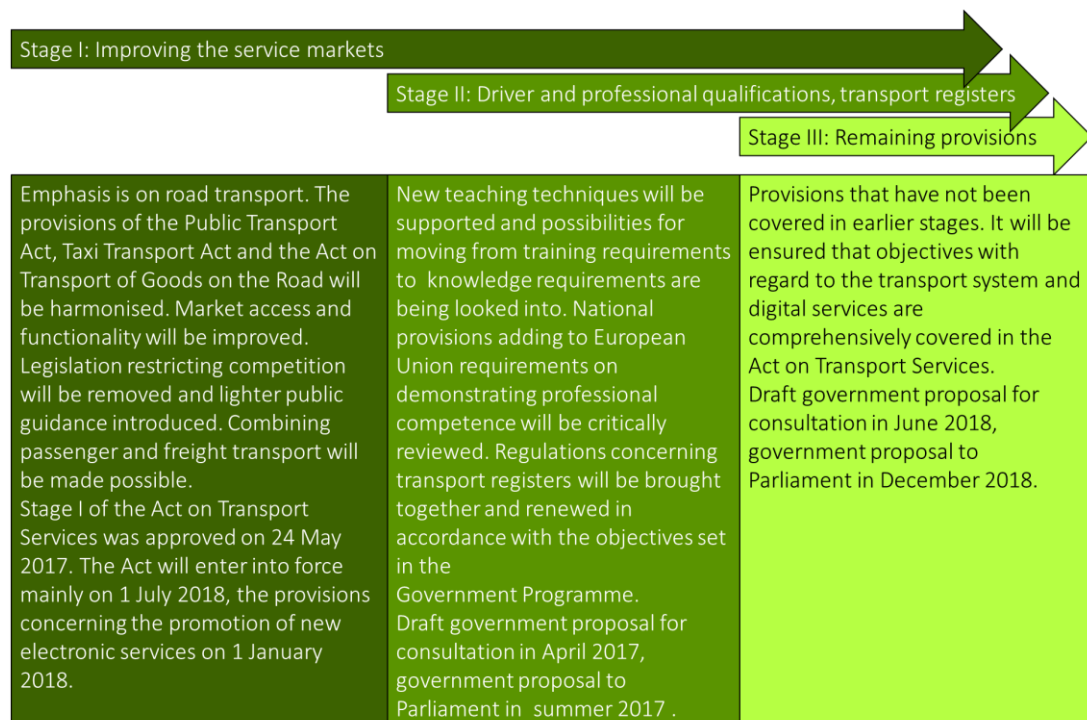 Stage I: Improving the service markets
Stage II: Driver and professional qualifications, transport registers
Stage III: Remaining provisions
Emphasis is on road transport. The
provisions of the Public Transport
Act, Taxi Transport Act and the Act on
Transport of Goods on the Road will
be harmonised. Market access and
functionality will be improved.
Legislation restricting competition
will be removed and lighter public
guidance introduced. Combining
passenger and freight transport will
be made possible.
Stage I of the Act on Transport
Services was approved on 24 May
2017. The Act will enter into force
mainly on 1 July 2018, the provisions
concerning the promotion of new
electronic services on 1 January
2018.
New teaching techniques will be
supported and possibilities for
moving from training requirements
to  knowledge requirements are
being looked into. National
provisions adding to European
Union requirements on
demonstrating professional
competence will be critically
reviewed. Regulations concerning
transport registers will be brought
together and renewed in
accordance with the objectives set
in the
Government Programme.
Draft government proposal for
consultation in April 2017,
government proposal to
Parliament in  summer 2017 .
Provisions that have not been
covered in earlier stages. It will be
ensured that objectives with
regard to the transport system and
digital services are
comprehensively covered in the
Act on Transport Services.
Draft government proposal for
consultation in June 2018,
government proposal to
Parliament in December 2018.